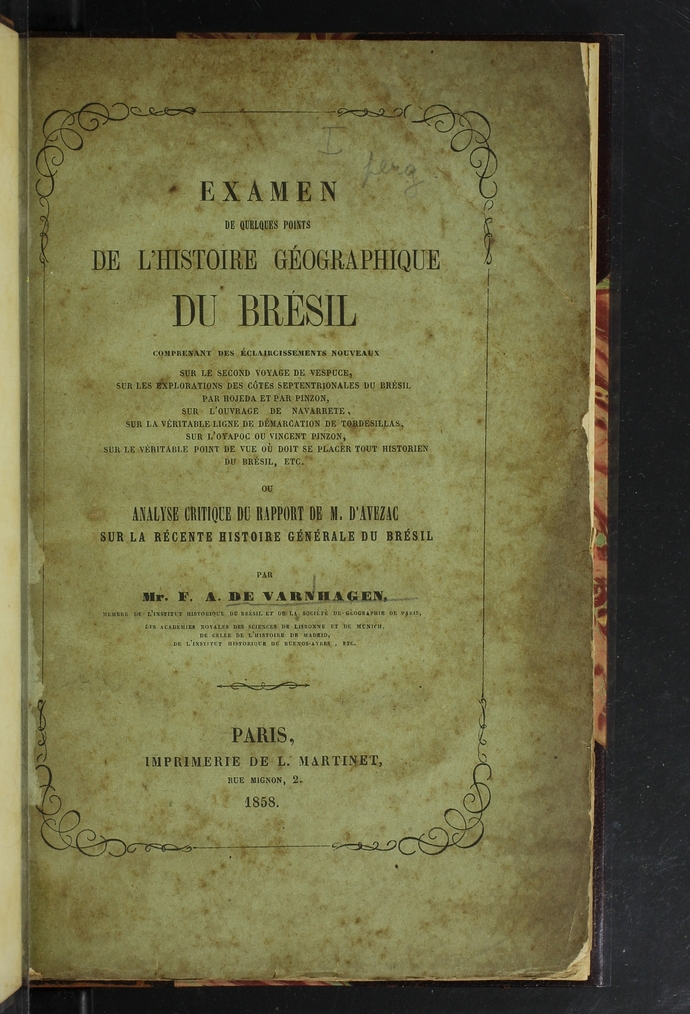 I
perg.
EXAMEN
DE QUELQUES POINTS
DE L'HISTOIRE GÉOGRAPHIQUE
DU BRÉSIL
COMPRENANT DES ÉCLAIRCISSEMENTS NOUVEAUX
SUR LE SECOND VOYAGE DE VESPUCE,
SUR LES EXPLORATIONS DES CÔTES SEPTENTRIONALES DU BRÉSIL
PAR HOJEDA ET PAR PINZON,
SUR L'OUVRAGE DE NAVARRETE,
SUR LA VÉRITABLE LIGNE DE DÉMARCATION DE TORDESILLAS,
SUR L'OYAPOC OU VINCENT PINZON,
SUR LE VÉRITABLE POINT DE VUE OÙ DOIT SE PLACER TOUT HISTORIEN
DU BRÉSIL, ETC.
OU
ANALYSE CRITIQUE DU RAPPORT DE M. D'AVEZAC
SUR LA RÉCENTE HISTOIRE GÉNÉRALE DU BRÉSIL
PAR
Mr. F. A. DE VARNHAGEN,
MEMBRE DE L'INSTITUT HISTORIQUE DU BRÉSIL ET DE LA SOCIÉTÉ DE GÉOGRAPHIE DE PARIS,
DES ACADEMIES ROYALES DES SCIENCES DE LISBONNE ET DE MUNICH,
DE CELLE DE L'HISTOIRE DE MADRID,
DE L'INSTITUT HISTORIQUE DE BUENOS-AYRES, ETC.
PARIS,
IMPRIMERIE DE L. MARTINET,
RUE MIGNON, 2.
1858.